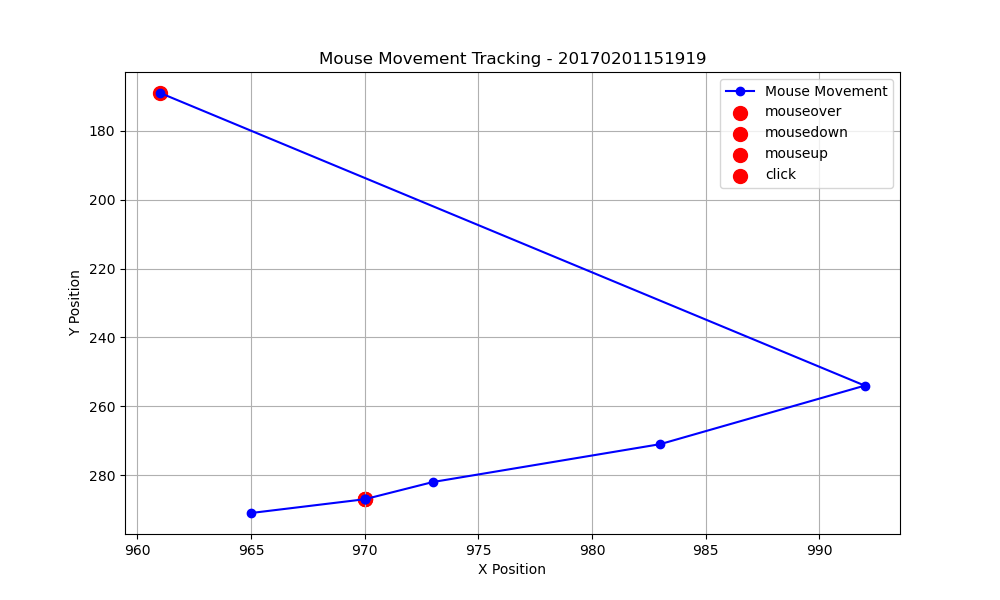 Mouse Movement Tracking - 20170201151919
Mouse Movement
mouseover
mousedown
mouseup
click
Y Position
180
200
220
240
260
280
960 965 970 975 980 985 990
X Position